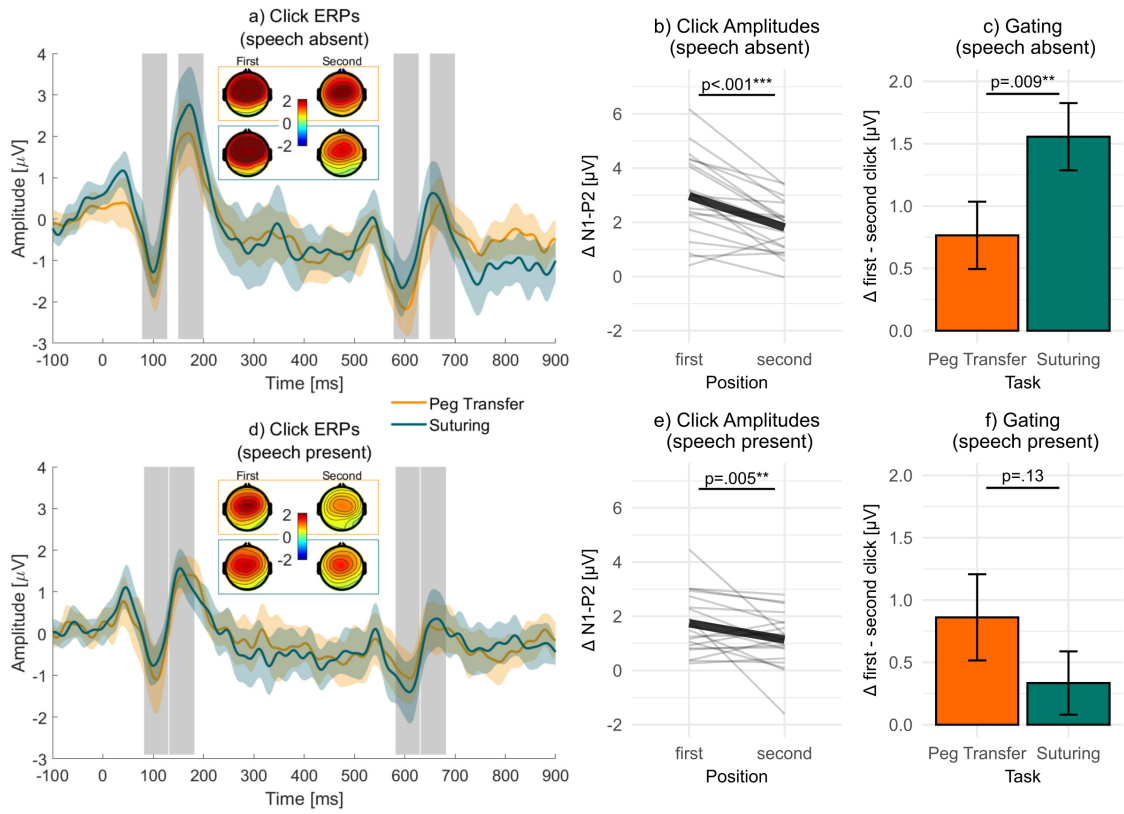 a) Click ERPs
(speech absent)
First
Second
2
0
-2
4
3
2
1
0
-1
-2
-3
Amplitude [μV]
-100
0
100
200
300
400
500
600
700
800
900
Time [ms]
b) Click Amplitudes
(speech absent)
p<.001***
6
4
2
0
-2
Δ N1-P2 [μV]
first
second
Position
c) Gating
(speech absent)
p=.009**
2.0
1.5
1.0
0.5
0.0
Δ first - second click [μV]
Peg Transfer
Suturing
Task
Peg Transfer
Suturing
d) Click ERPs
(speech present)
First
Second
2
0
-2
4
3
2
1
0
-1
-2
-3
Amplitude [μV]
-100
0
100
200
300
400
500
600
700
800
900
Time [ms]
e) Click Amplitudes
(speech present)
p=.005**
6
4
2
0
-2
Δ N1-P2 [μV]
first
second
Position
f) Gating
(speech present)
p=.13
2.0
1.5
1.0
0.5
0.0
Δ first - second click [μV]
Peg Transfer
Suturing
Task